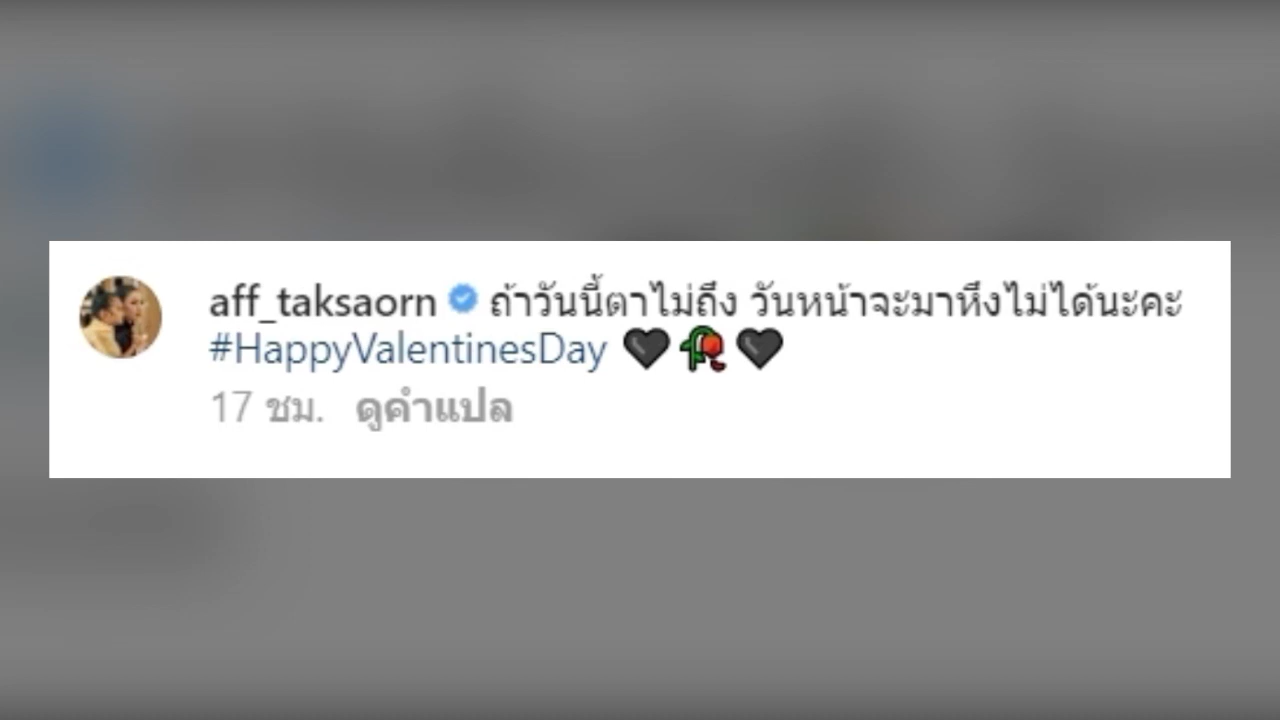 aff_taksaorn ถ้าวันนี้ตาไม่ถึง วันหน้าจะมาหึงไม่ได้นะคะ
#HappyValentinesDay 🖤🥀🖤
17 ชม. ดูคำแปล